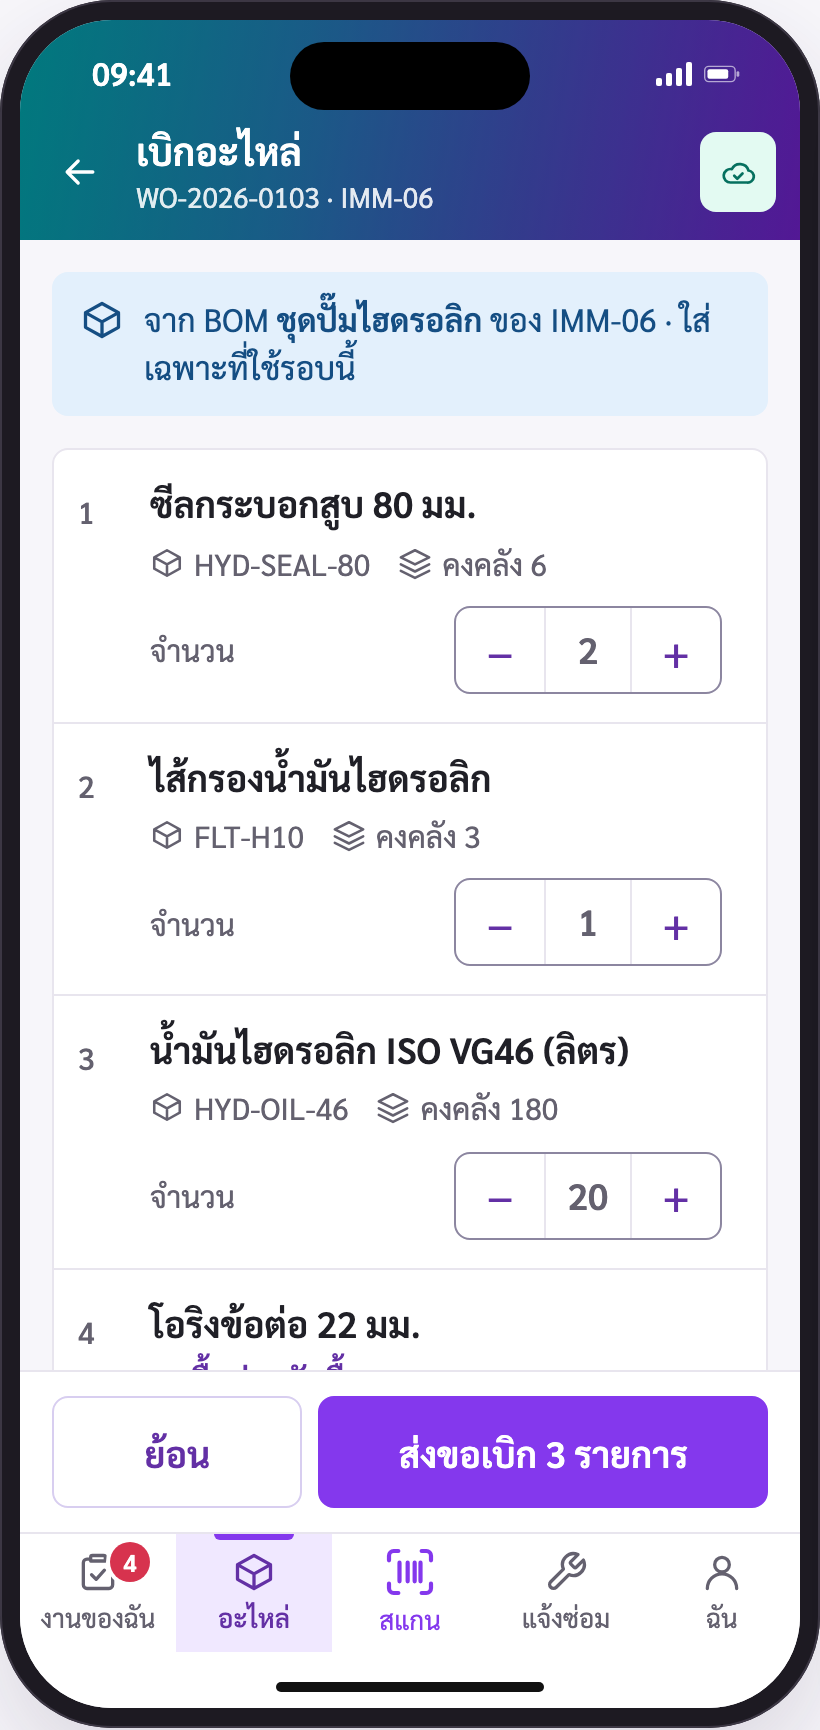 09:41
เบิกอะไหล่
WO-2026-0103 · IMM-06
จาก BOM ชุดปั๊มไฮดรอลิก ของ IMM-06 · ใส่
เฉพาะที่ใช้รอบนี้
1
ซีลกระบอกสูบ 80 มม.
HYD-SEAL-80 คงคลัง 6
จำนวน − 2 +
2
ไส้กรองน้ำมันไฮดรอลิก
FLT-H10 คงคลัง 3
จำนวน − 1 +
3
น้ำมันไฮดรอลิก ISO VG46 (ลิตร)
HYD-OIL-46 คงคลัง 180
จำนวน − 20 +
4
โอริงข้อต่อ 22 มม.
ย้อน
ส่งขอเบิก 3 รายการ
4
งานของฉัน
อะไหล่
สแกน
แจ้งซ่อม
ฉัน